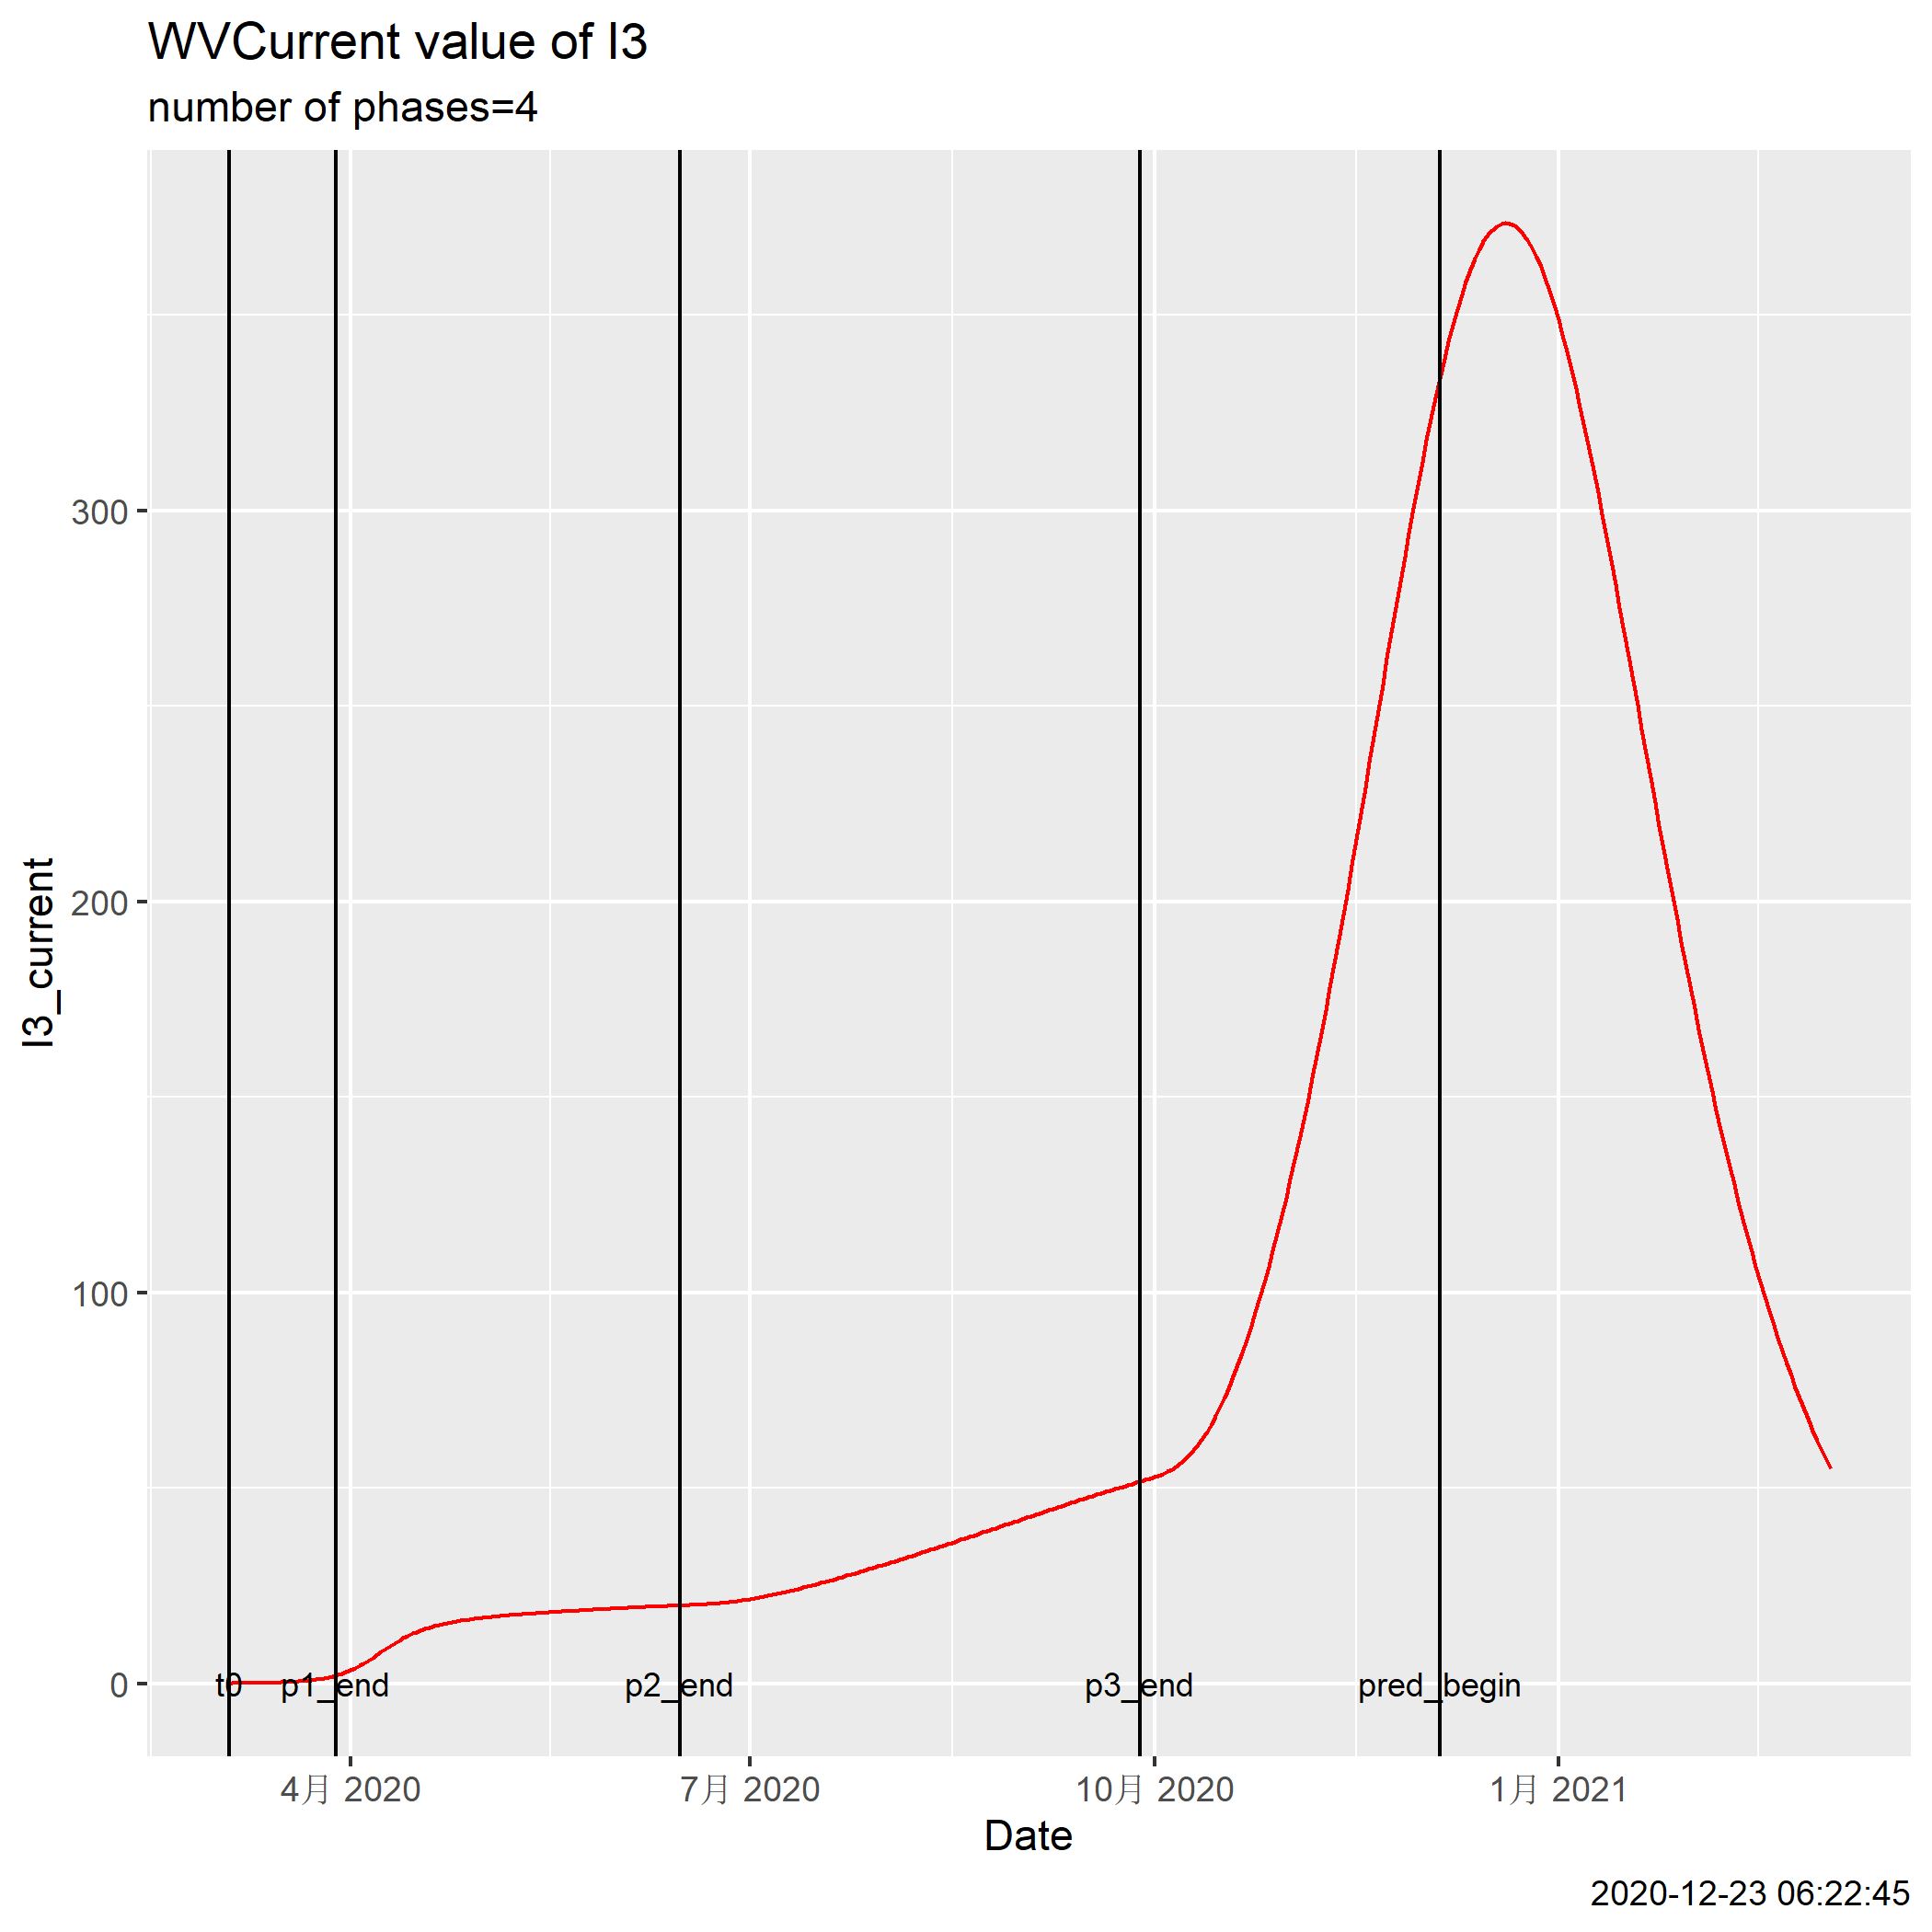 WVCurrent value of I3
number of phases=4
I3_current
300
200
100
0
t0 p1_end p2_end p3_end pred_begin
4月 2020 7月 2020 10月 2020 1月 2021
Date
2020-12-23 06:22:45